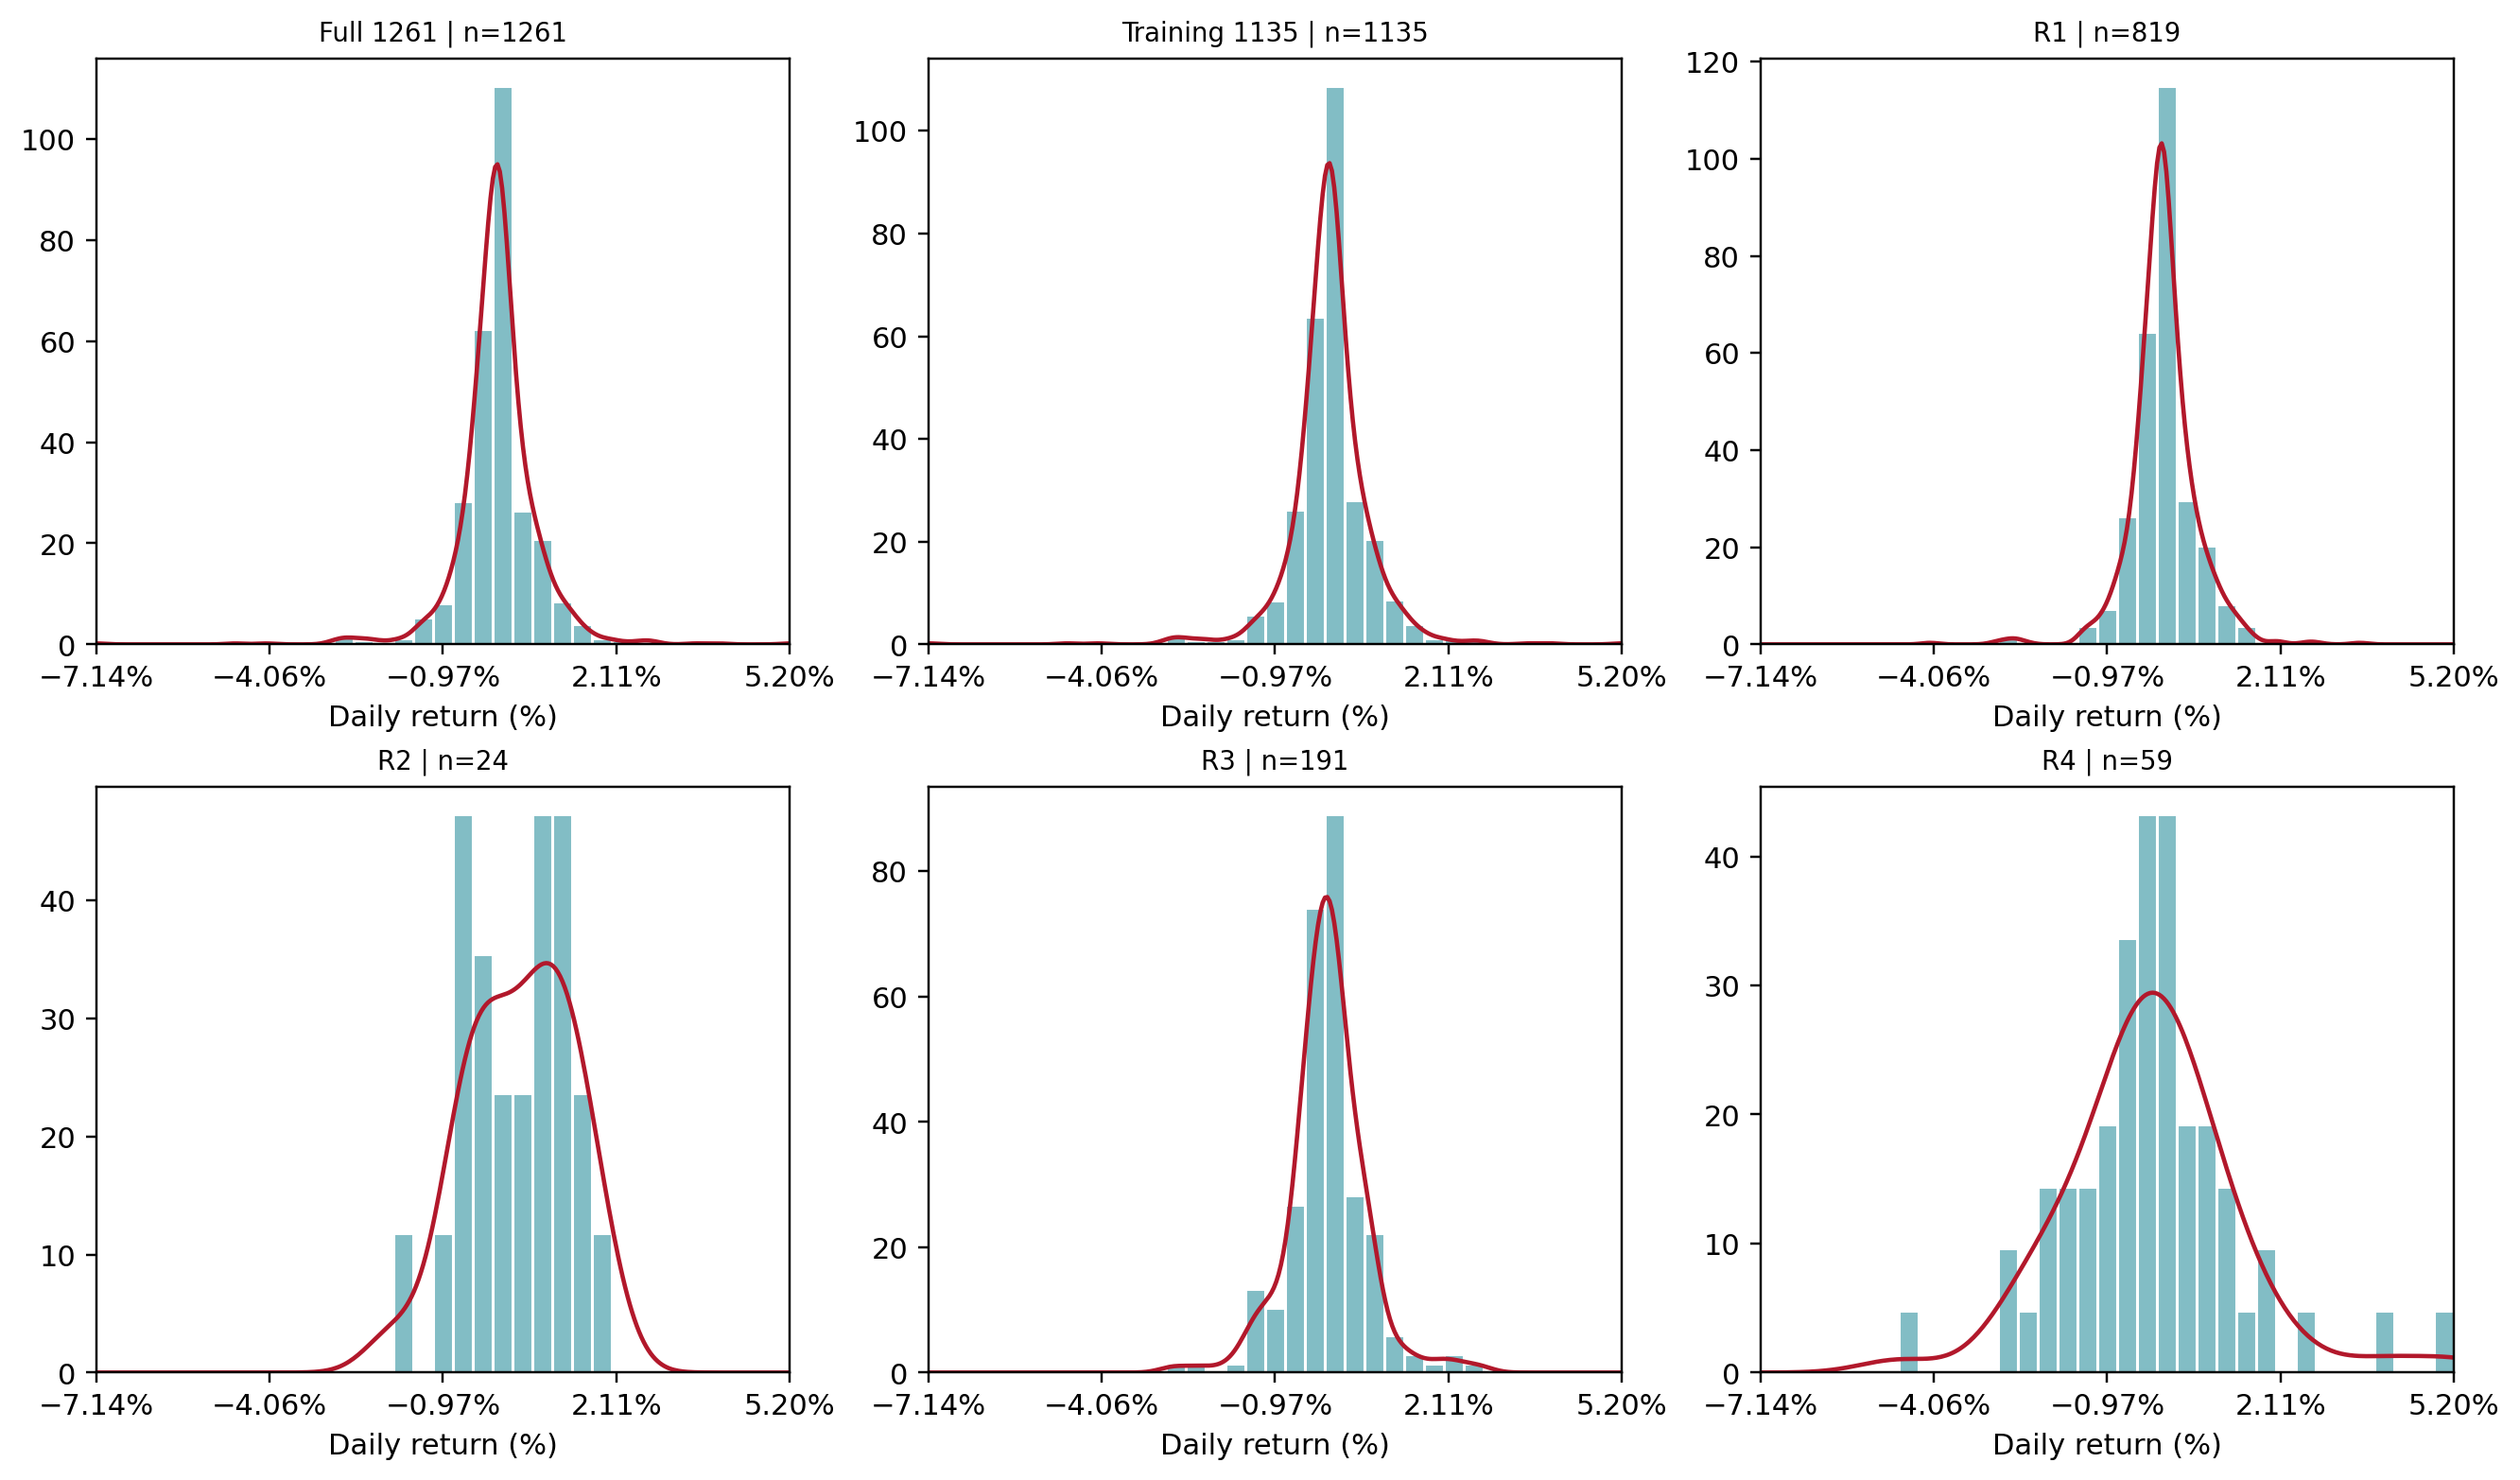 Full 1261 | n=1261
100
80
60
40
20
0
−7.14% −4.06% −0.97% 2.11% 5.20%
Daily return (%)
Training 1135 | n=1135
100
80
60
40
20
0
−7.14% −4.06% −0.97% 2.11% 5.20%
Daily return (%)
R1 | n=819
120
100
80
60
40
20
0
−7.14% −4.06% −0.97% 2.11% 5.20%
Daily return (%)
R2 | n=24
40
30
20
10
0
−7.14% −4.06% −0.97% 2.11% 5.20%
Daily return (%)
R3 | n=191
80
60
40
20
0
−7.14% −4.06% −0.97% 2.11% 5.20%
Daily return (%)
R4 | n=59
40
30
20
10
0
−7.14% −4.06% −0.97% 2.11% 5.20%
Daily return (%)